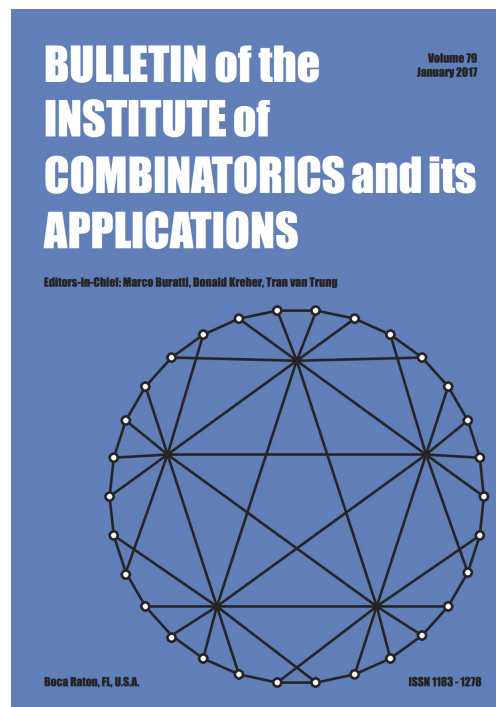 BULLETIN of the
Volume 79
January 2017
INSTITUTE of
COMBINATORICS and its
APPLICATIONS
Editors-in-Chief: Marco Buratti, Donald Kreher, Tran van Trung
Boca Raton, FL, U.S.A.
ISSN 1183 - 1278